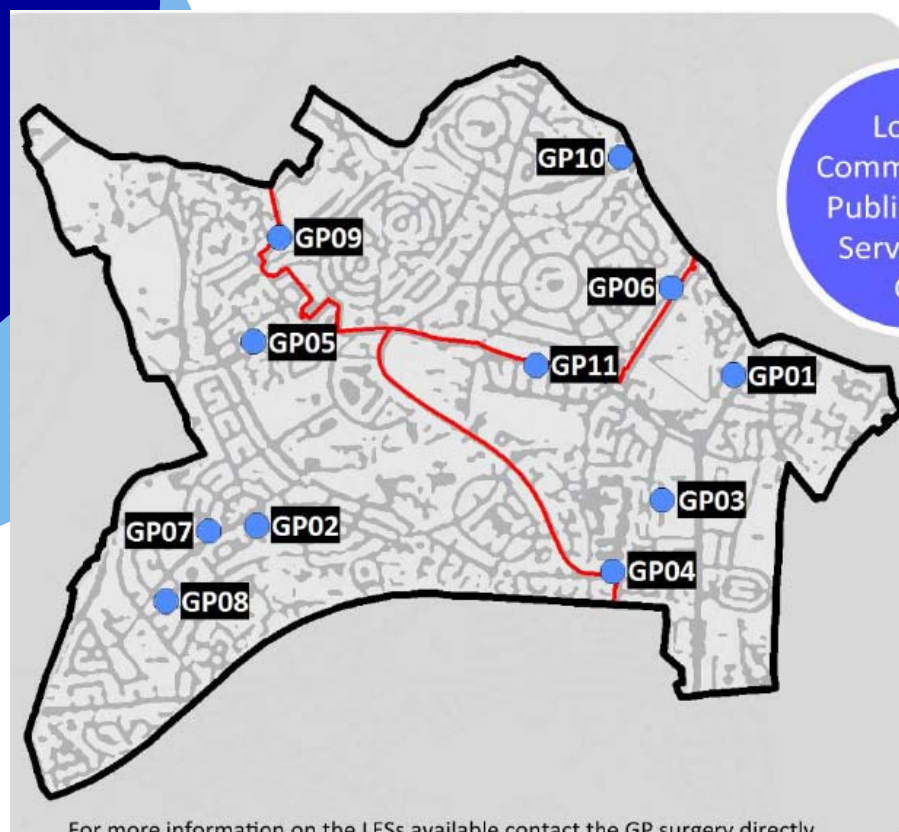 GP10
GP09
GP06
GP05
GP11
GP01
GP03
GP07
GP02
GP04
GP08
For more information on the LESs available contact the GP surgery directly